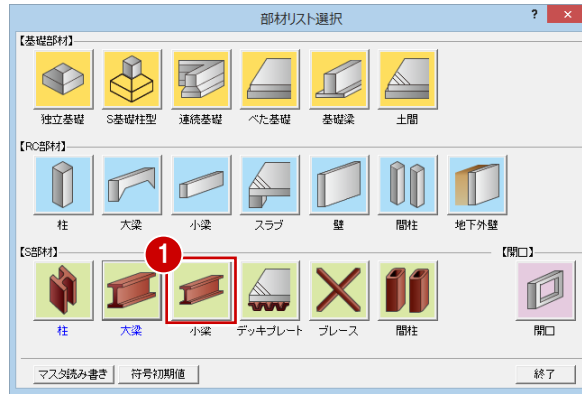 部材リスト選択
? ×
【基礎部材】
独立基礎 S基礎柱型 連続基礎 べた基礎 基礎梁 土間
【RC部材】
柱 大梁 小梁 スラブ 壁 間柱 地下外壁
【S部材】 【開口】
1
柱 大梁 小梁 デッキプレート ブレース 間柱 開口
マスタ読み書き 符号初期値 終了